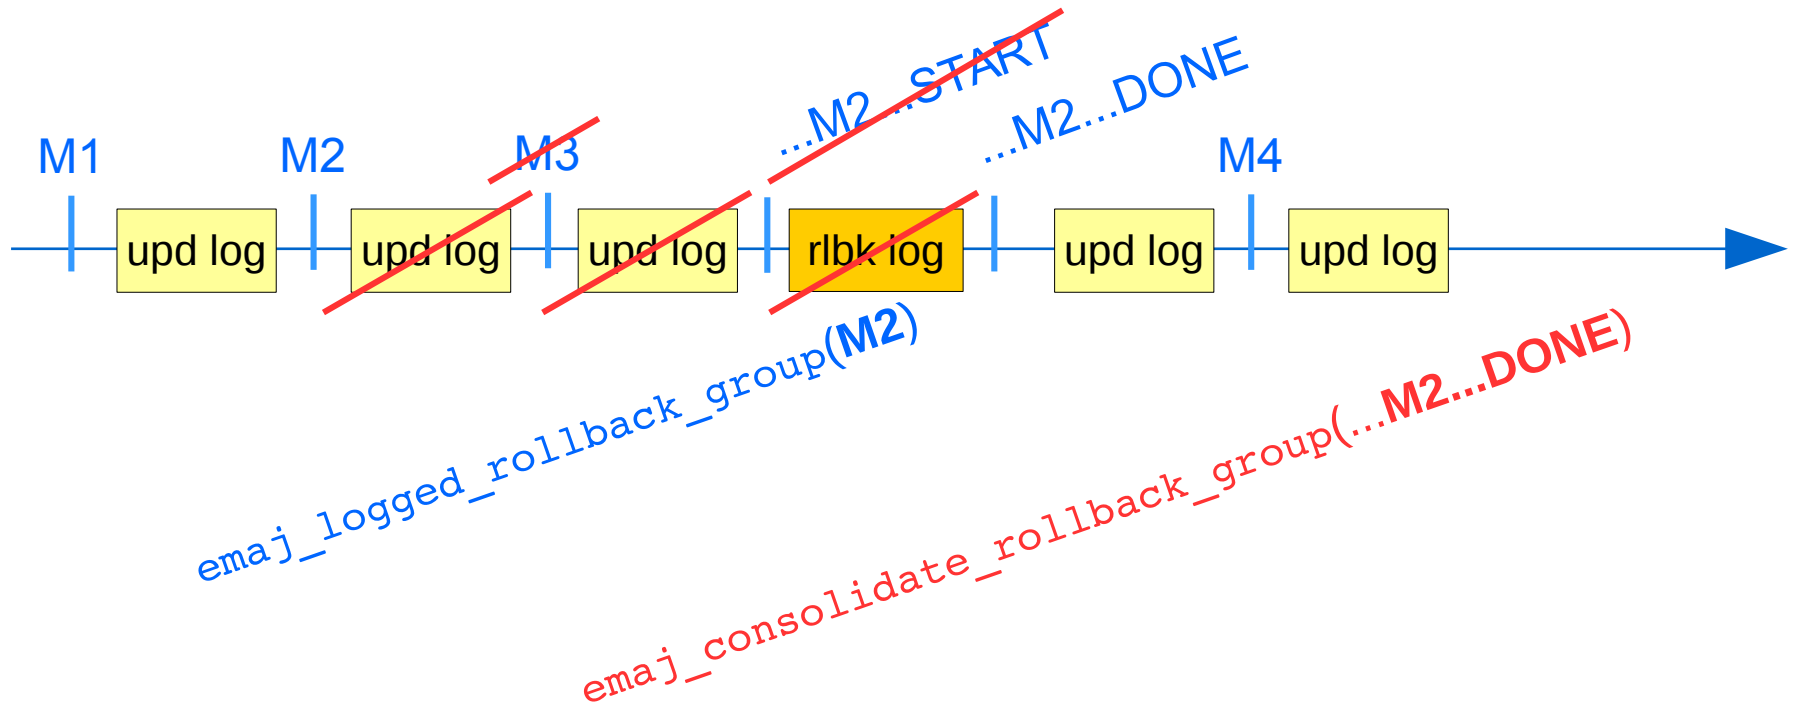 ...M2...START
...M2...DONE
M1
M2
M3
M4
upd log
upd log
upd log
rlbk log
upd log
upd log
emaj_logged_rollback_group(M2)
emaj_consolidate_rollback_group(...M2...DONE)